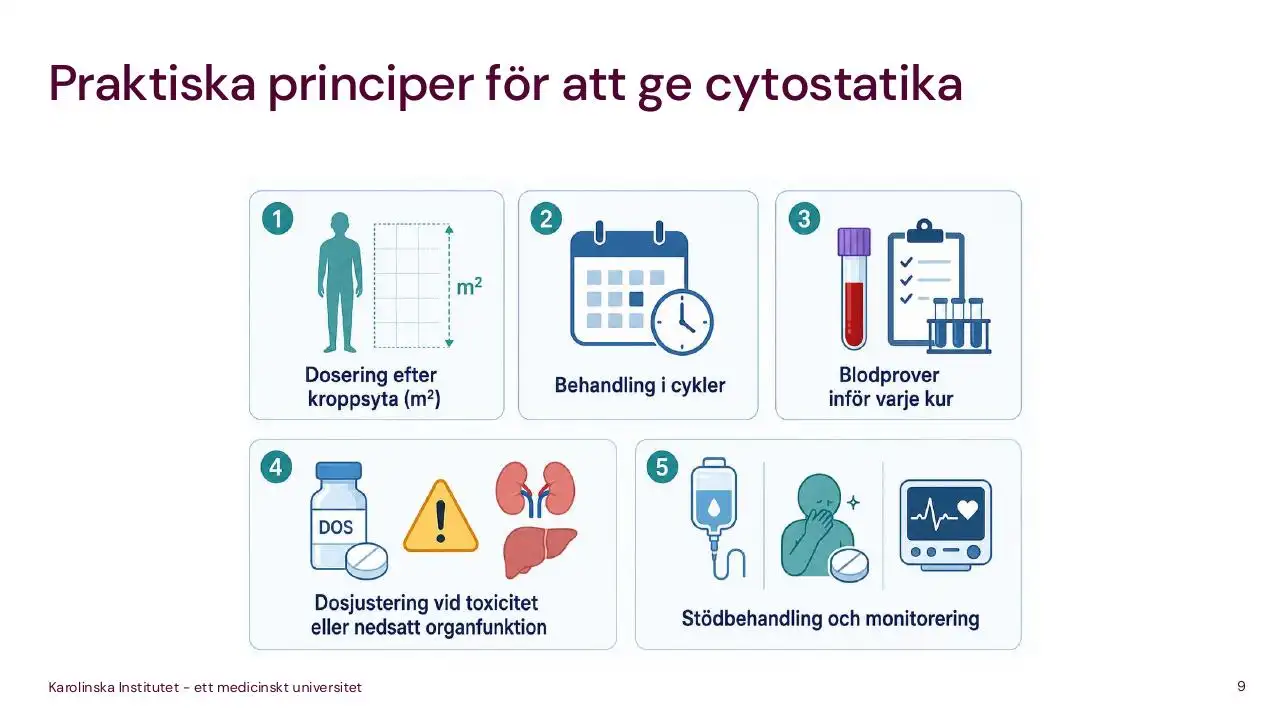 Praktiska principer för att ge cytostatika
1
m²
Dosering efter
kroppsyta (m²)
2
Behandling i cykler
3
Blodprover
inför varje kur
4
DOS
Dosjustering vid toxicitet
eller nedsatt organfunktion
5
Stödbehandling och monitorering
Karolinska Institutet - ett medicinskt universitet
9